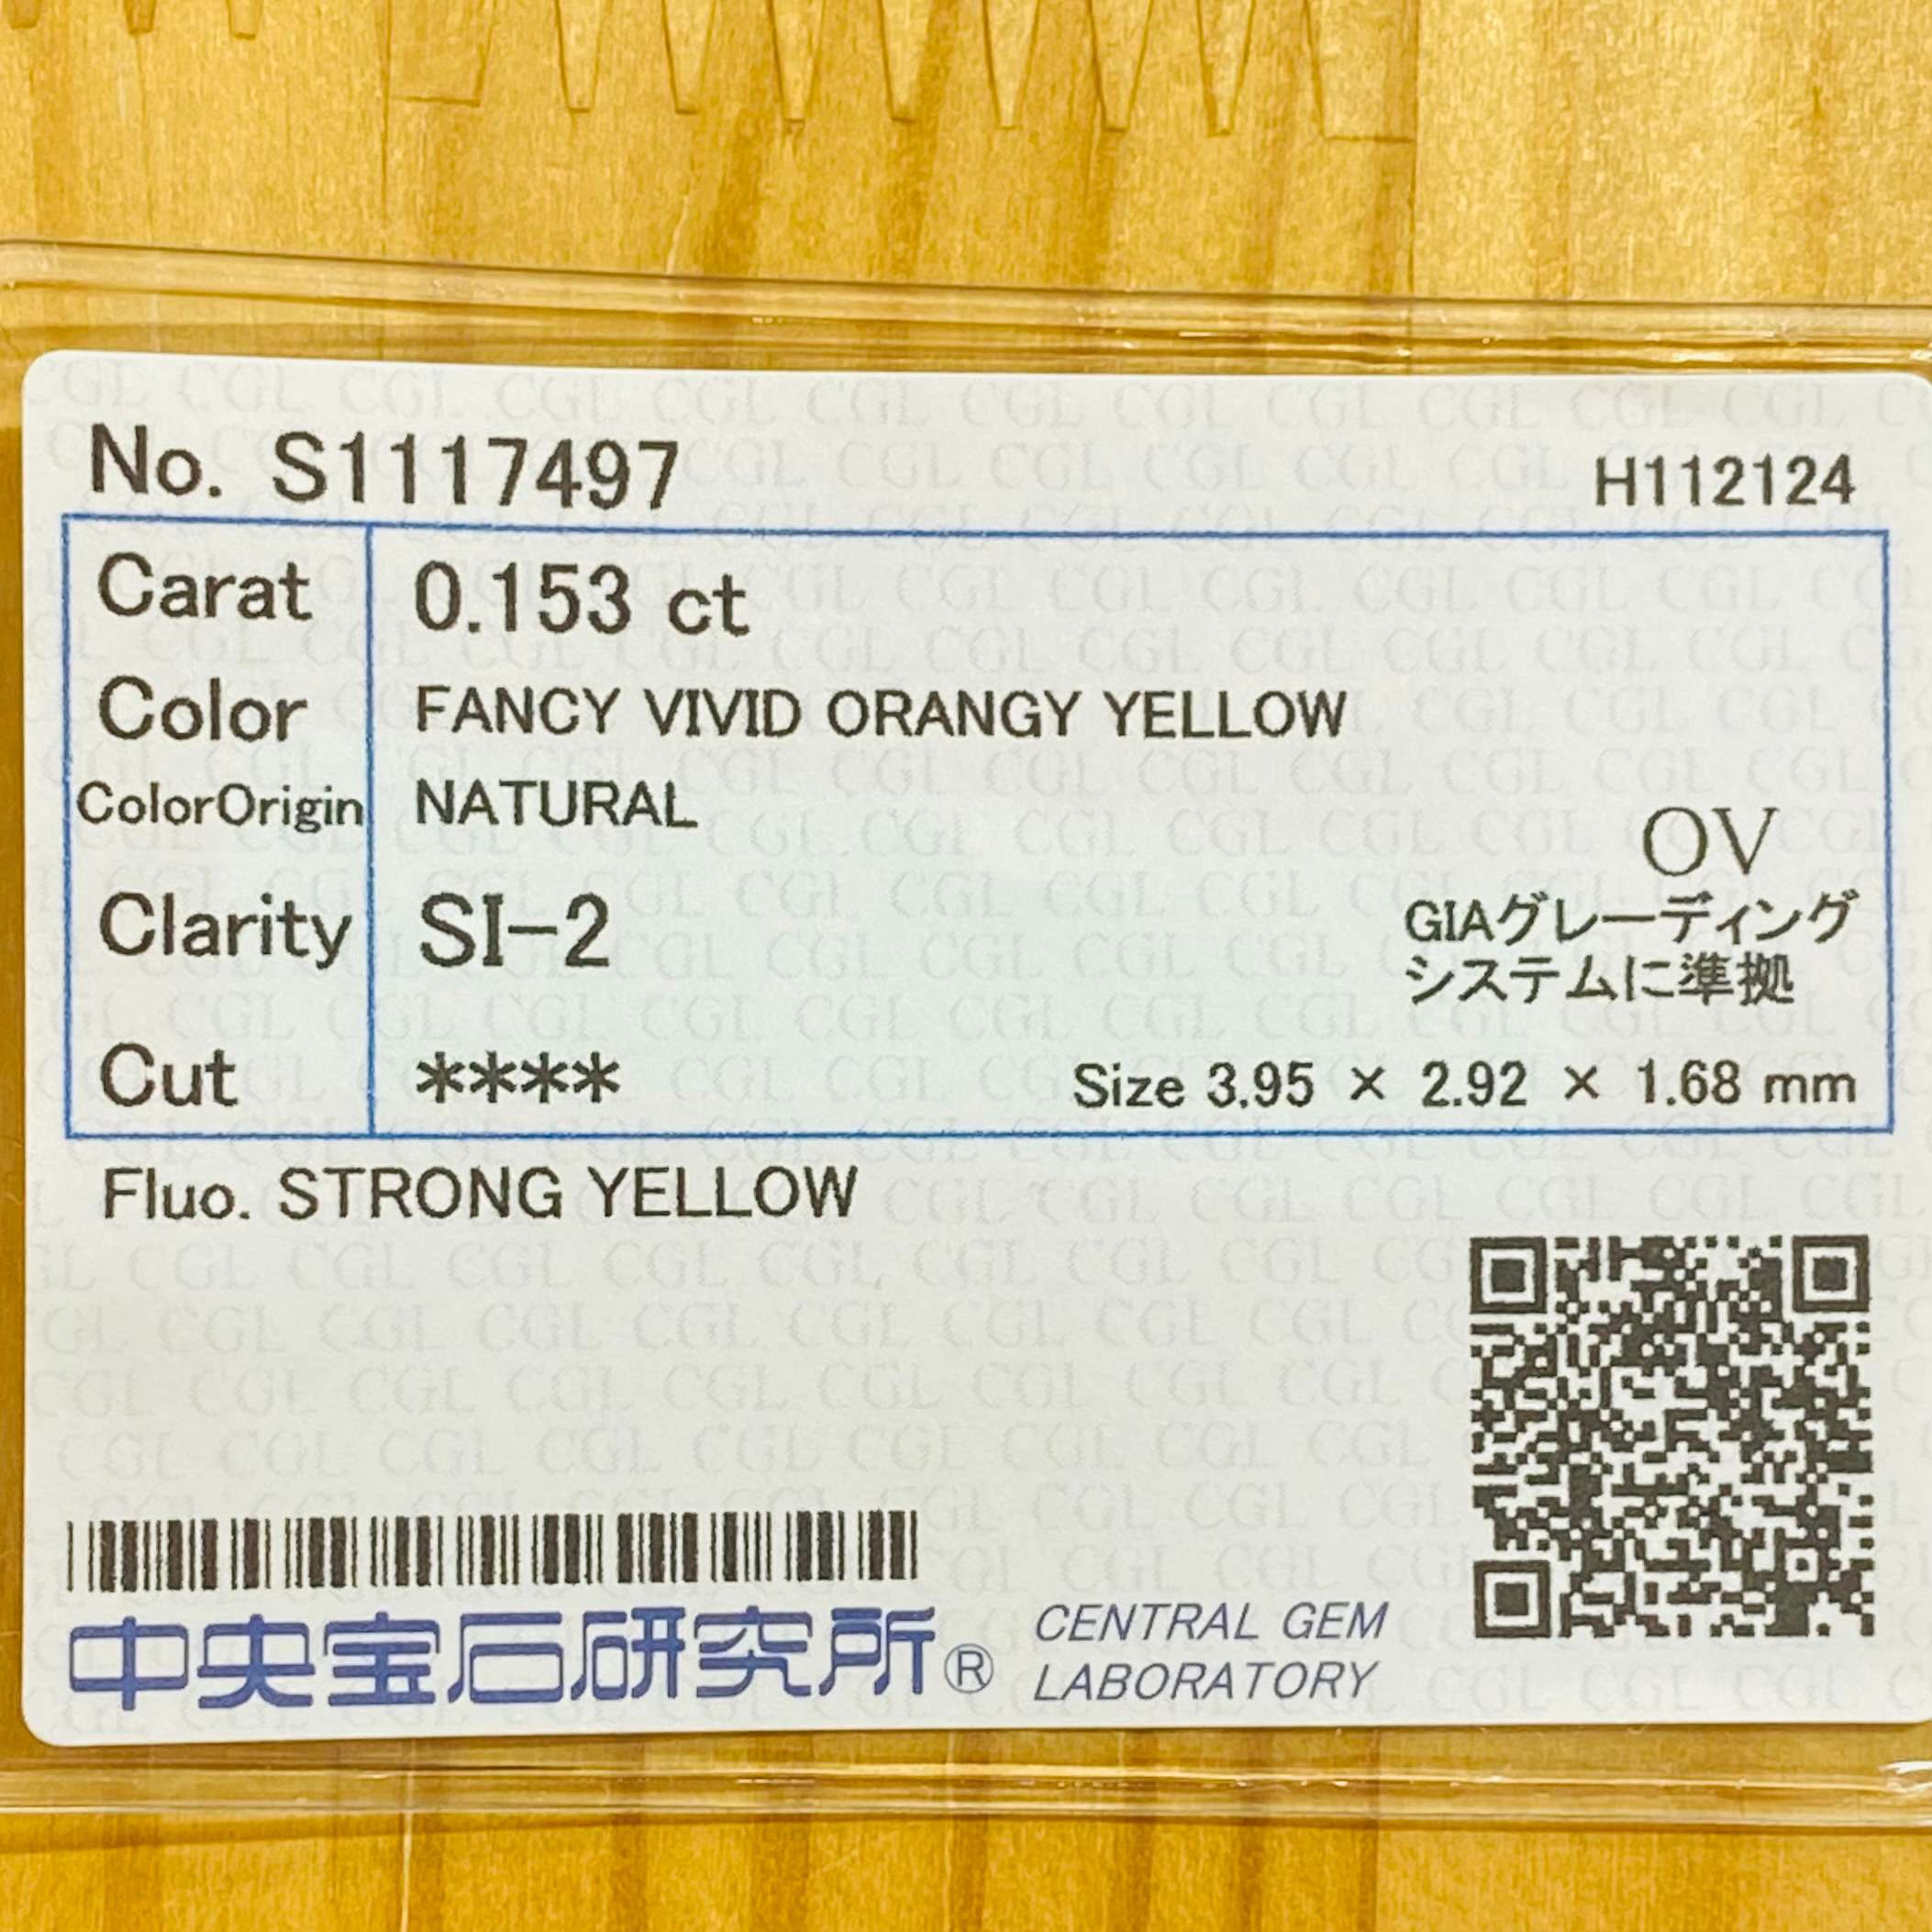 No. S1117497 H112124
Carat 0.153 ct
Color FANCY VIVID ORANGY YELLOW
ColorOrigin NATURAL
OV
Clarity SI-2
GIAグレーディング
システムに準拠
Cut **** Size 3.95 × 2.92 × 1.68 mm
Fluo. STRONG YELLOW
中央宝石研究所® CENTRAL GEM
LABORATORY